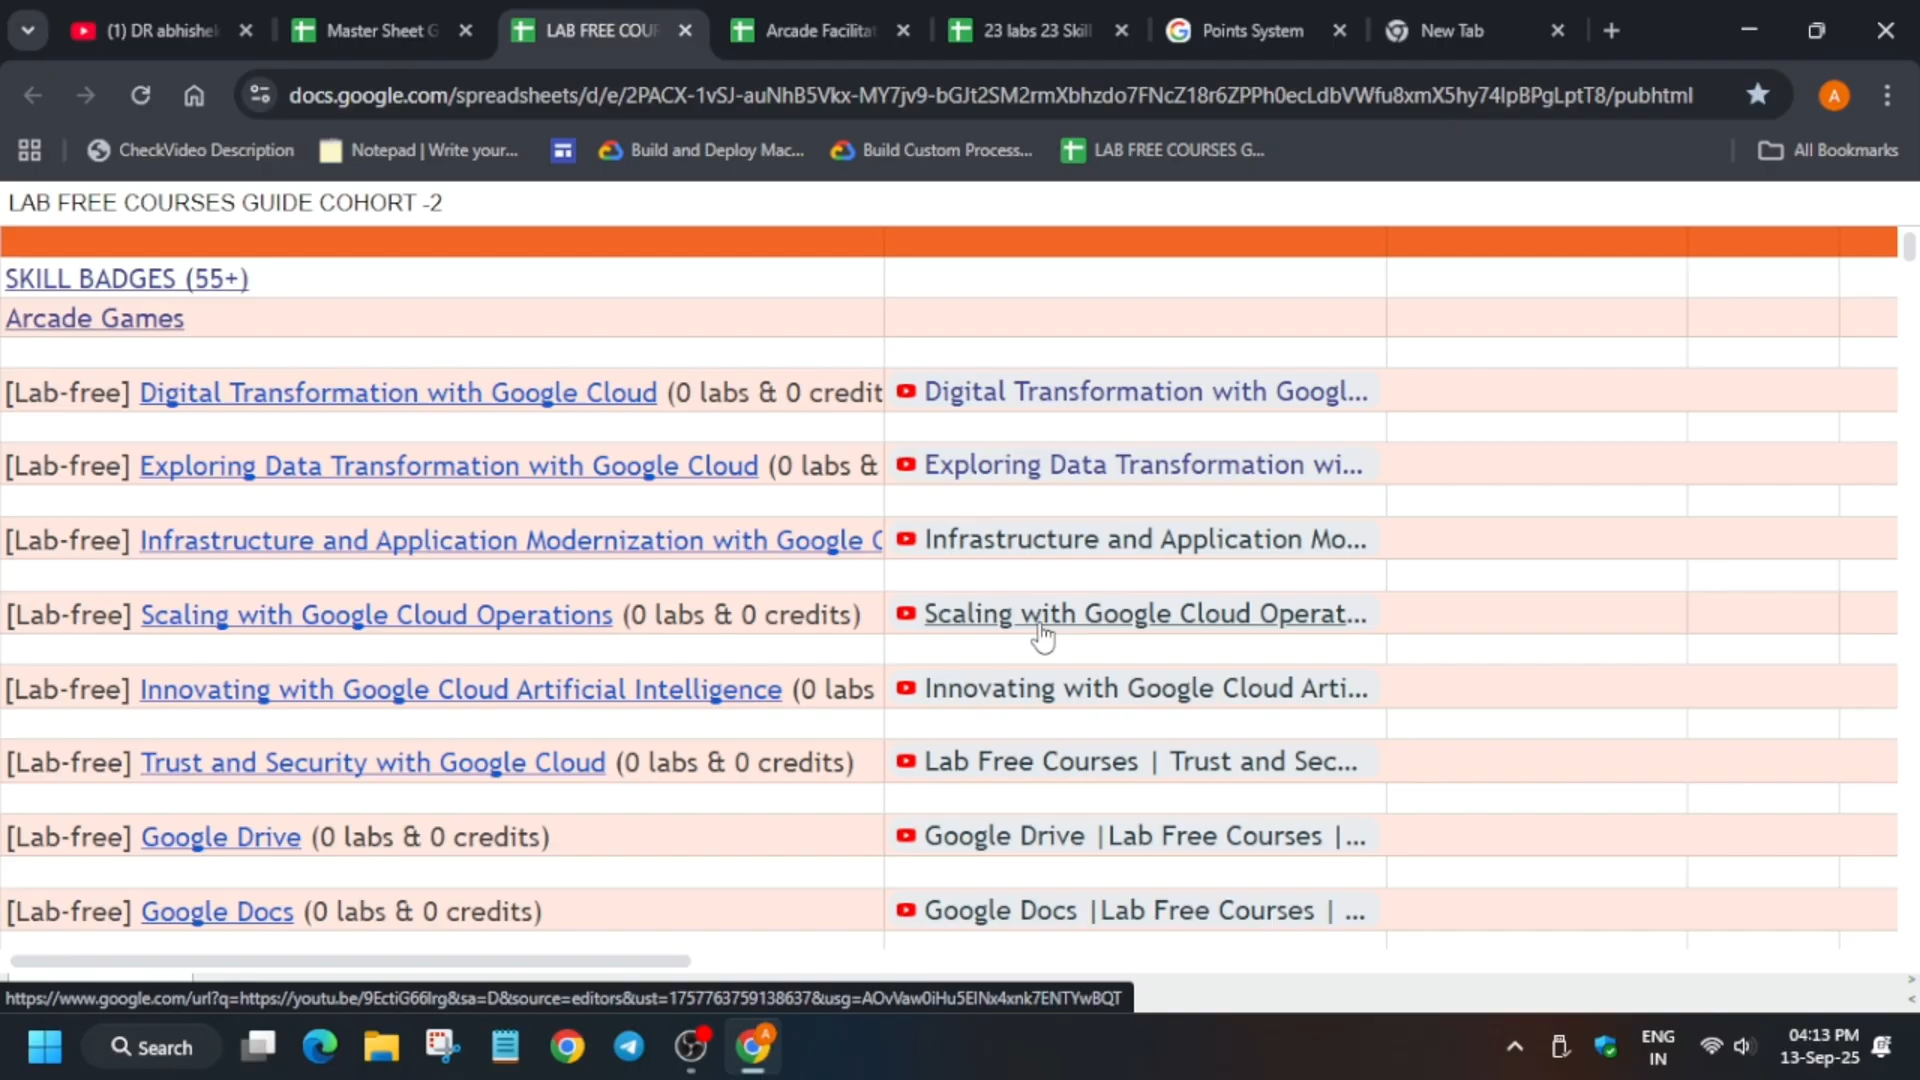 (1) DR abhishe
Master Sheet G
LAB FREE COUR
Arcade Facilitat
23 labs 23 Skill
Points System
New Tab
docs.google.com/spreadsheets/d/e/2PACX-1vSJ-auNhB5Vkx-MY7jv9-bGJt2SM2rmXbhzdo7FNcZ18r6ZPPh0ecLdbVWfu8xmX5hy74lpBPgLptT8/pubhtml
A
CheckVideo Description
Notepad | Write your...
Build and Deploy Mac...
Build Custom Process...
LAB FREE COURSES G...
All Bookmarks
LAB FREE COURSES GUIDE COHORT -2
SKILL BADGES (55+)
Arcade Games
[Lab-free] Digital Transformation with Google Cloud (0 labs & 0 credit
Digital Transformation with Googl...
[Lab-free] Exploring Data Transformation with Google Cloud (0 labs &
Exploring Data Transformation wi...
[Lab-free] Infrastructure and Application Modernization with Google C
Infrastructure and Application Mo...
[Lab-free] Scaling with Google Cloud Operations (0 labs & 0 credits)
Scaling with Google Cloud Operat...
[Lab-free] Innovating with Google Cloud Artificial Intelligence (0 labs
Innovating with Google Cloud Arti...
[Lab-free] Trust and Security with Google Cloud (0 labs & 0 credits)
Lab Free Courses | Trust and Sec...
[Lab-free] Google Drive (0 labs & 0 credits)
Google Drive |Lab Free Courses |...
[Lab-free] Google Docs (0 labs & 0 credits)
Google Docs |Lab Free Courses | ...
https://www.google.com/url?q=https://youtu.be/9EctiG66Irg&sa=D&source=editors&ust=1757763759138637&usg=AOvVaw0iHu5EINx4xnk7ENTYwBQT
Search
A
ENG
IN
04:13 PM
13-Sep-25